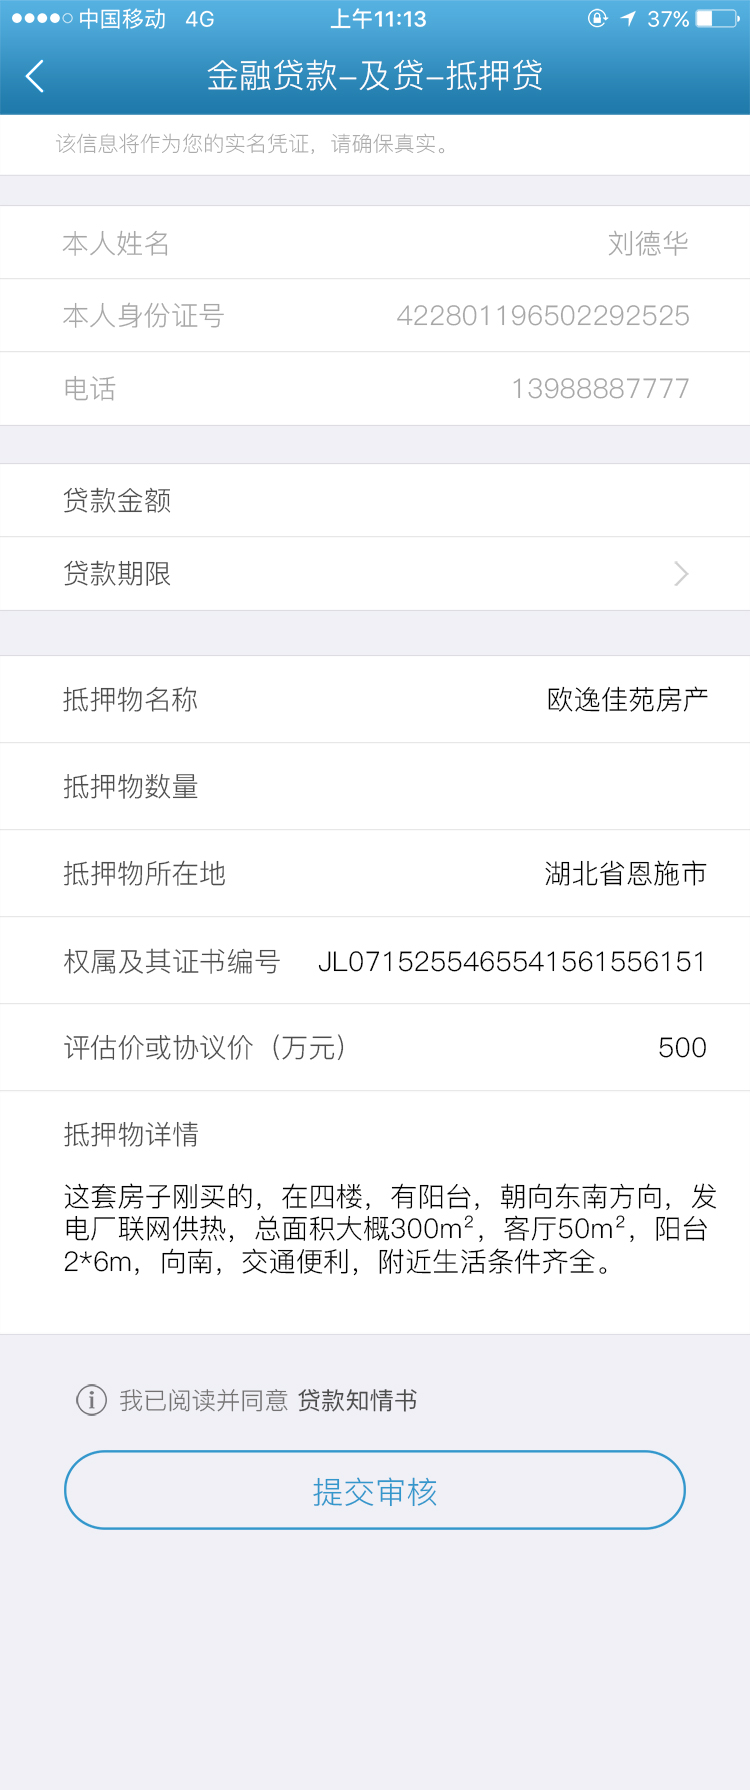 中国移动 4G 上午11:13 37%
金融贷款–及贷–抵押贷
该信息将作为您的实名凭证，请确保真实。
本人姓名 刘德华
本人身份证号 422801196502292525
电话 13988887777
贷款金额
贷款期限
抵押物名称 欧逸佳苑房产
抵押物数量
抵押物所在地 湖北省恩施市
权属及其证书编号 JL0715255465541561556151
评估价或协议价（万元） 500
抵押物详情
这套房子刚买的，在四楼，有阳台，朝向东南方向，发
电厂联网供热，总面积大概300m²，客厅50m²，阳台
2*6m，向南，交通便利，附近生活条件齐全。
我已阅读并同意 贷款知情书
提交审核